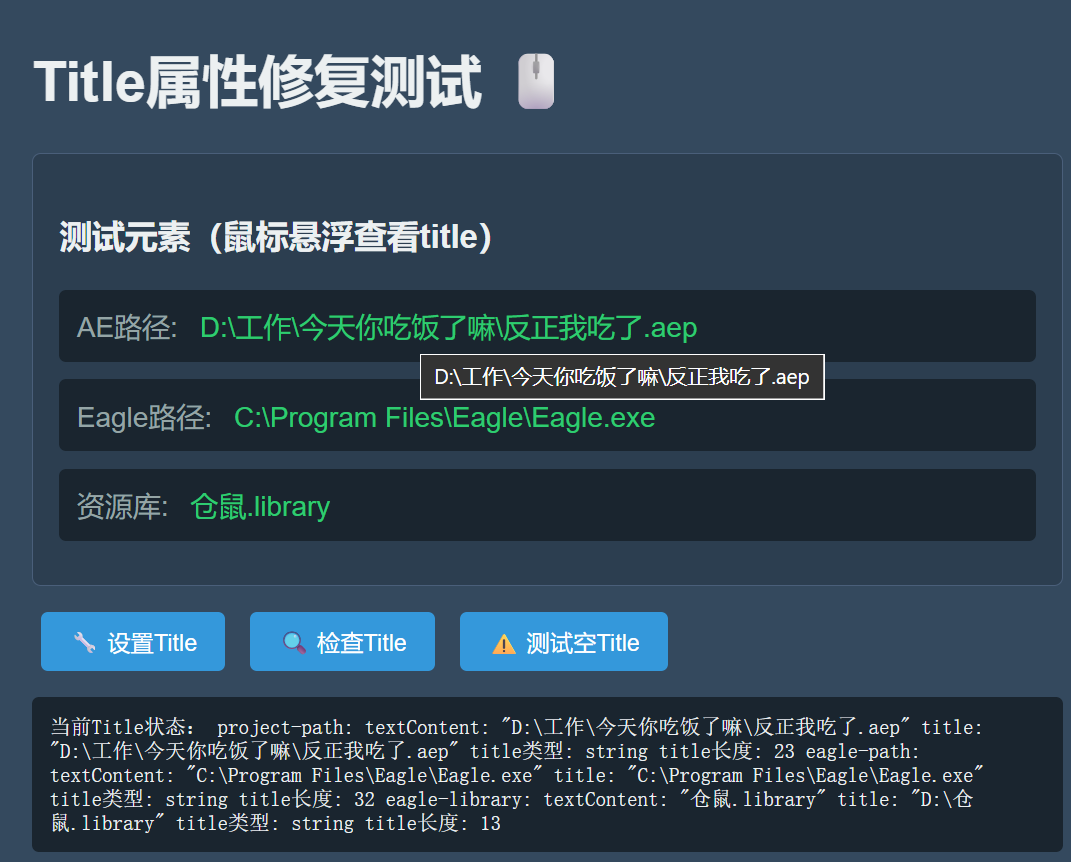 Title属性修复测试
测试元素（鼠标悬浮查看title）
AE路径: D:\工作\今天你吃饭了嘛\反正我吃了.aep
D:\工作\今天你吃饭了嘛\反正我吃了.aep
Eagle路径: C:\Program Files\Eagle\Eagle.exe
资源库: 仓鼠.library
设置Title 检查Title 测试空Title
当前Title状态: project-path: textContent: "D:\工作\今天你吃饭了嘛\反正我吃了.aep" title:
"D:\工作\今天你吃饭了嘛\反正我吃了.aep" title类型: string title长度: 23 eagle-path:
textContent: "C:\Program Files\Eagle\Eagle.exe" title: "C:\Program Files\Eagle\Eagle.exe"
title类型: string title长度: 32 eagle-library: textContent: "仓鼠.library" title: "D:\仓
鼠.library" title类型: string title长度: 13